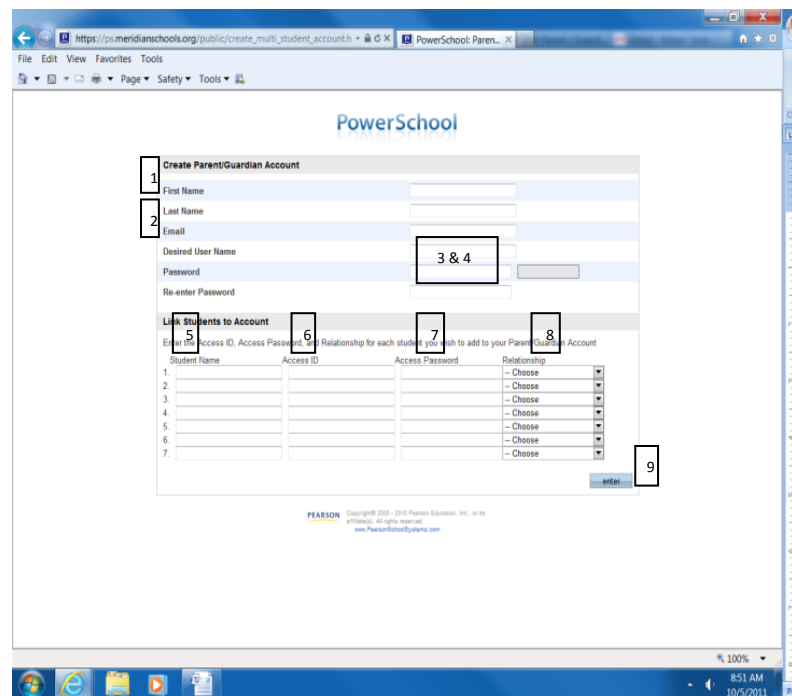 https://ps.meridianschools.org/public/create_multi_student_account.h
PowerSchool: Paren...
File Edit View Favorites Tools
Page Safety Tools
PowerSchool
Create Parent/Guardian Account
1
First Name
Last Name
2
Email
Desired User Name
3 & 4
Password
Re-enter Password
Link Students to Account
5 6 7 8
Enter the Access ID, Access Password, and Relationship for each student you wish to add to your Parent/Guardian Account
Student Name Access ID Access Password Relationship
1. -- Choose
2. -- Choose
3. -- Choose
4. -- Choose
5. -- Choose
6. -- Choose
7. -- Choose
9
enter
PEARSON Copyright© 2005 - 2010 Pearson Education, Inc., or its
affiliate(s). All rights reserved.
www.PearsonSchoolSystems.com
100%
8:51 AM
10/5/2011